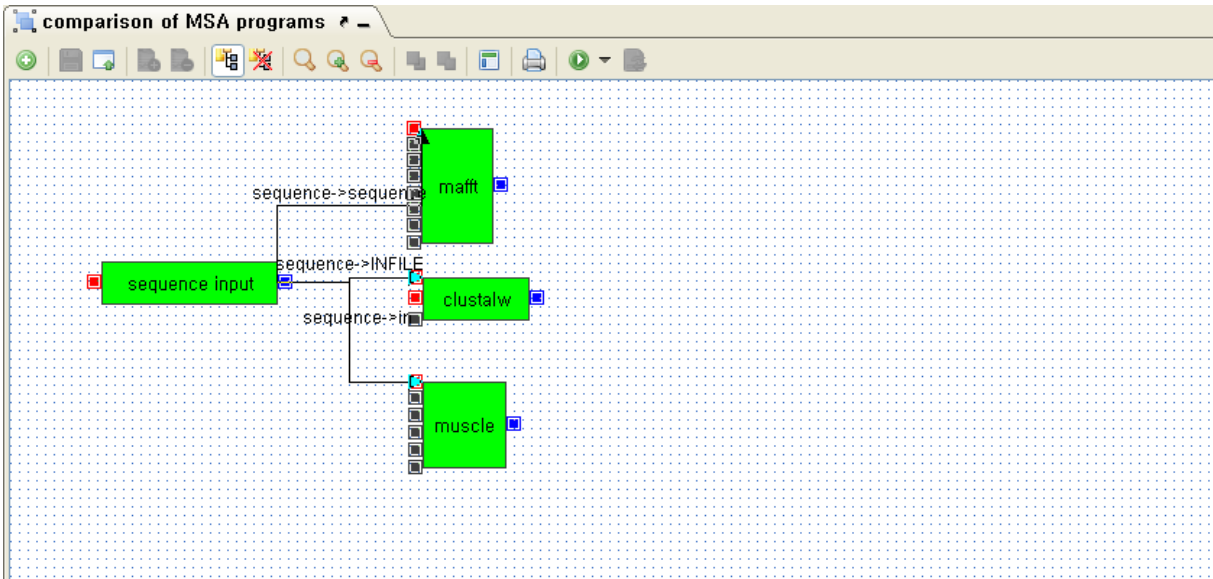 comparison of MSA programs
mafft
sequence->sequence
sequence->INFILE
sequence input
clustalw
sequence->in
muscle